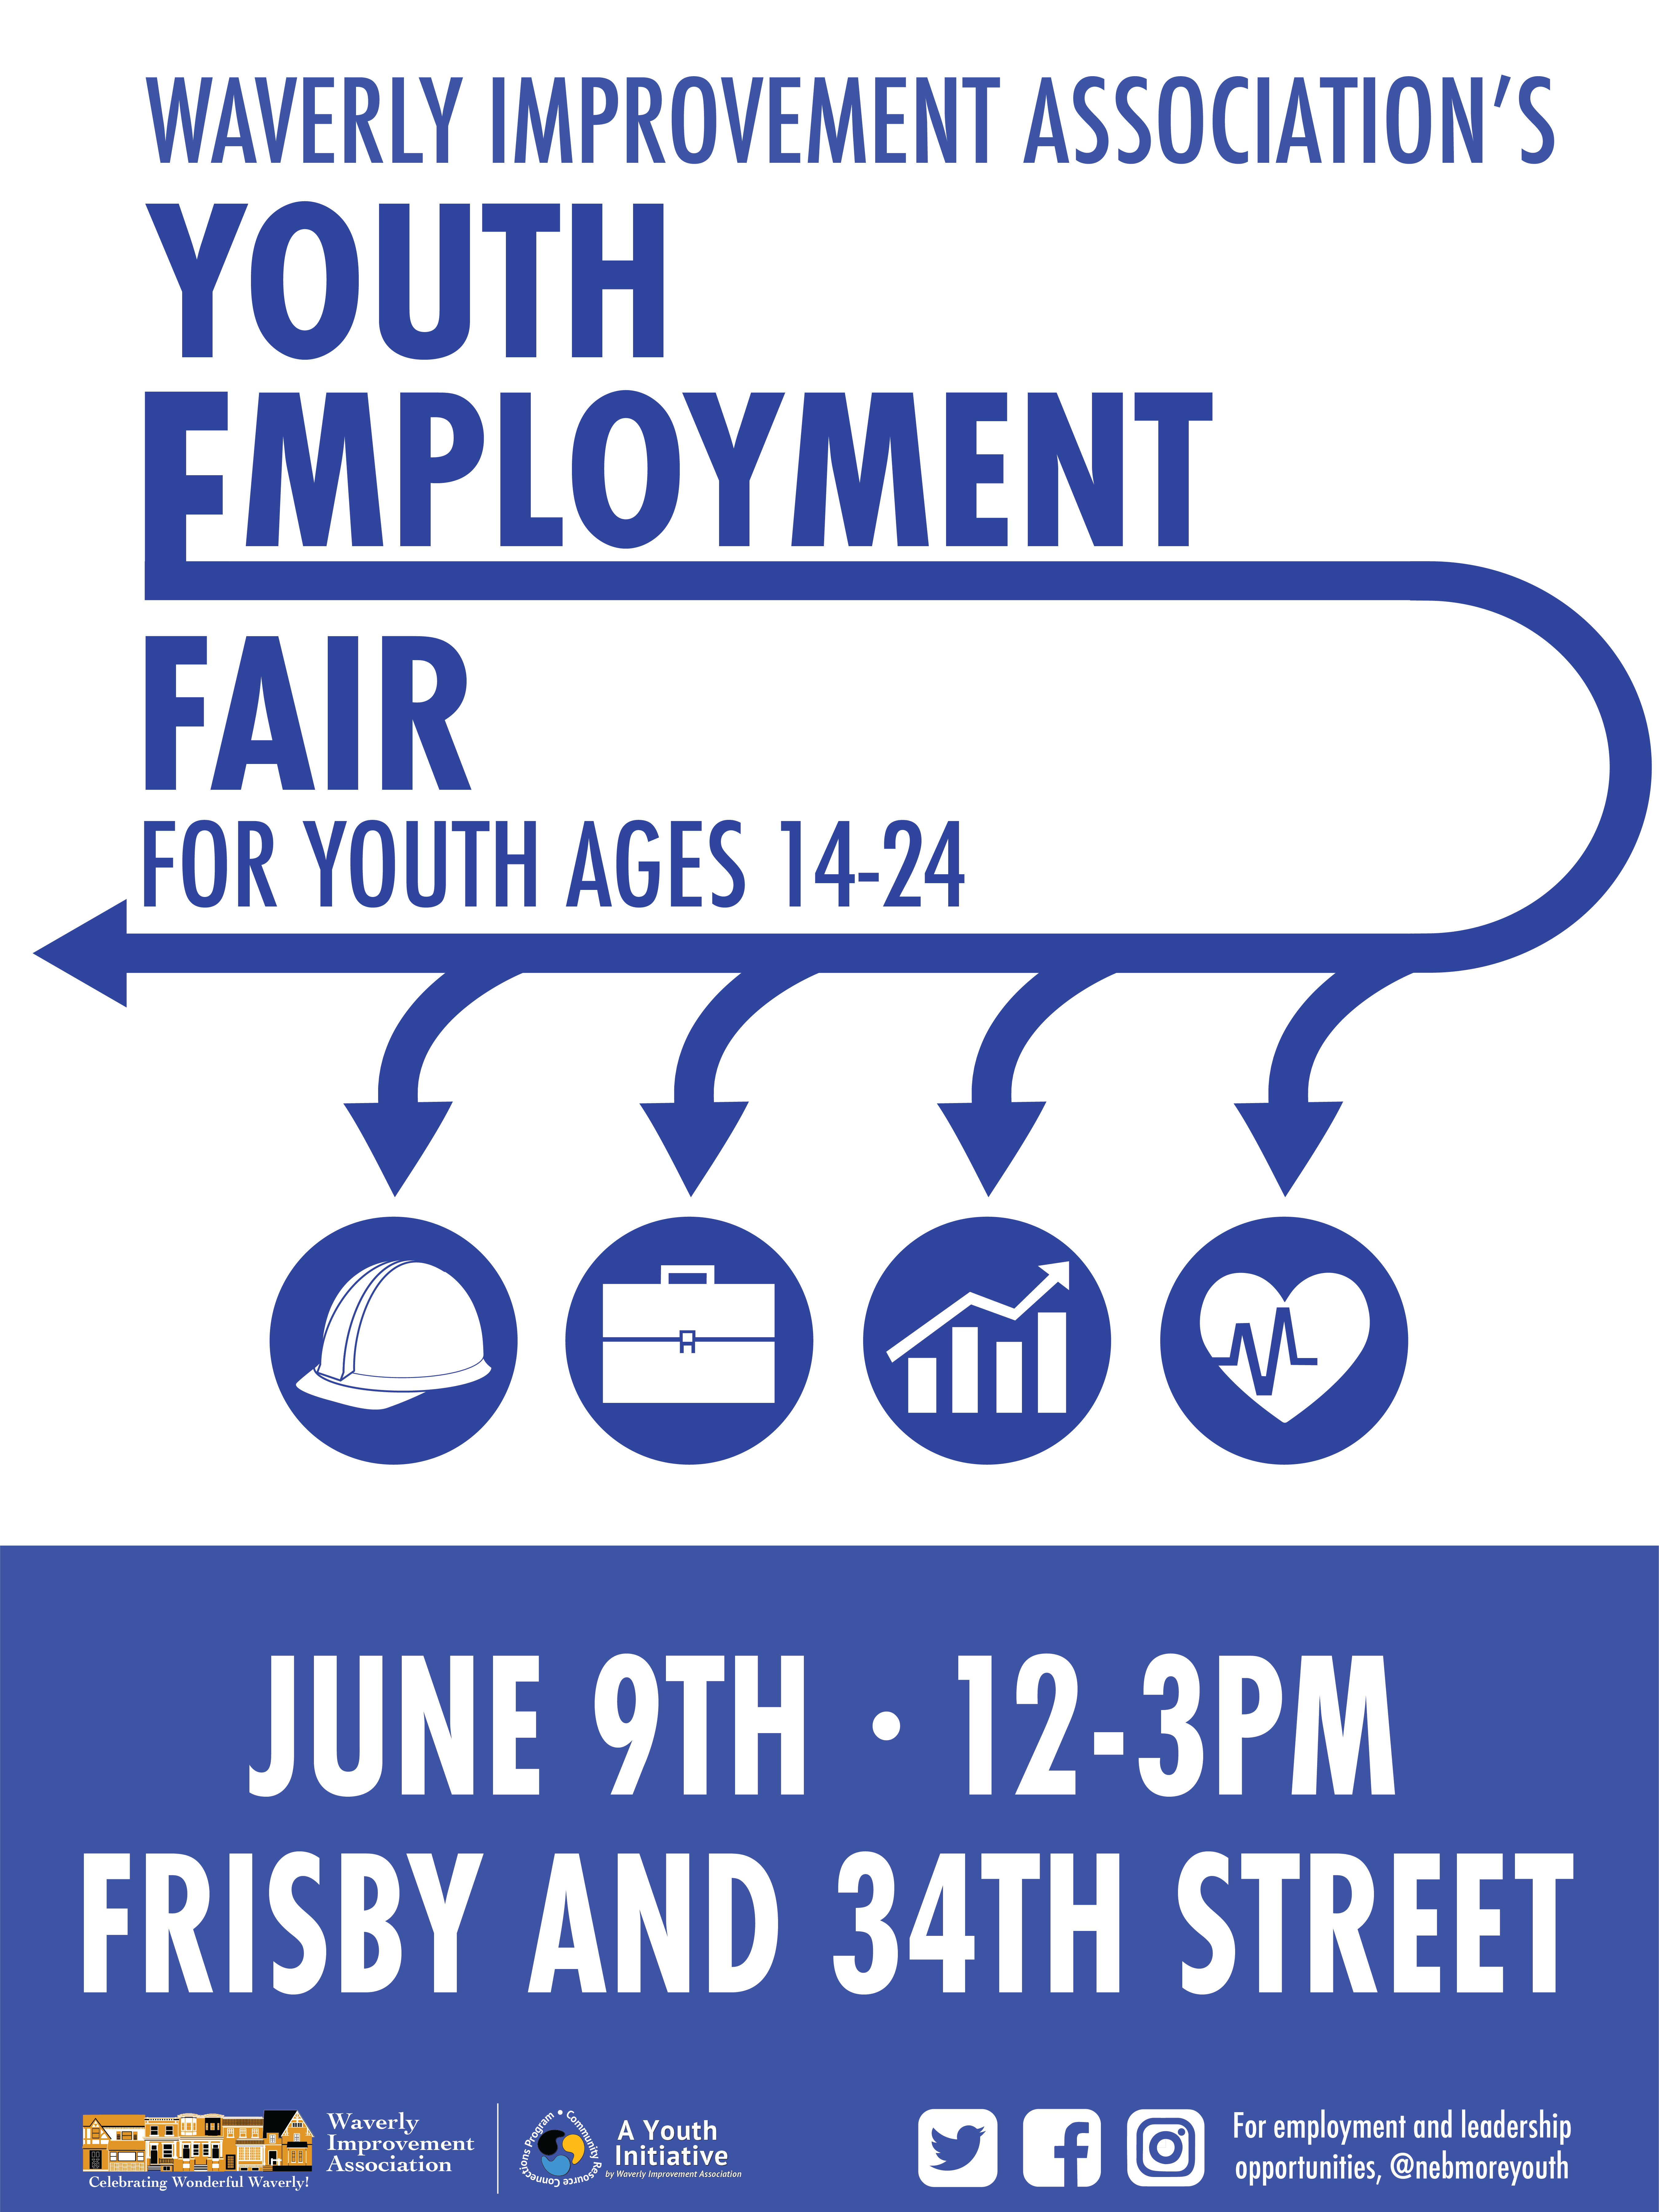 WAVERLY IMPROVEMENT ASSOCIATION'S
YOUTH
EMPLOYMENT
FAIR
FOR YOUTH AGES 14-24
JUNE 9TH • 12-3PM
FRISBY AND 34TH STREET
Waverly
Improvement
Association
Celebrating Wonderful Waverly!
Community Resource Connections Program •
A Youth
Initiative
by Waverly Improvement Association
For employment and leadership
opportunities, @nebmoreyouth